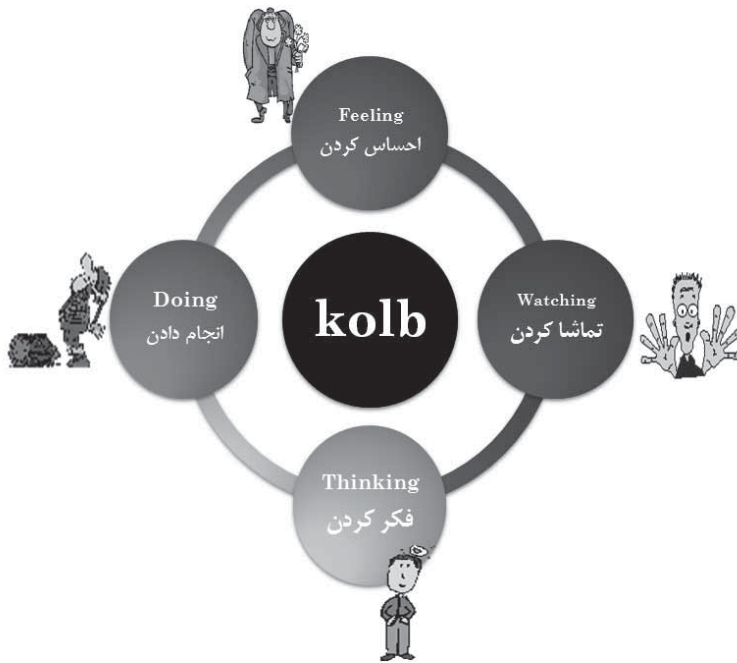 Feeling
احساس کردن
Doing
انجام دادن
kolb
Watching
تماشا کردن
Thinking
فکر کردن